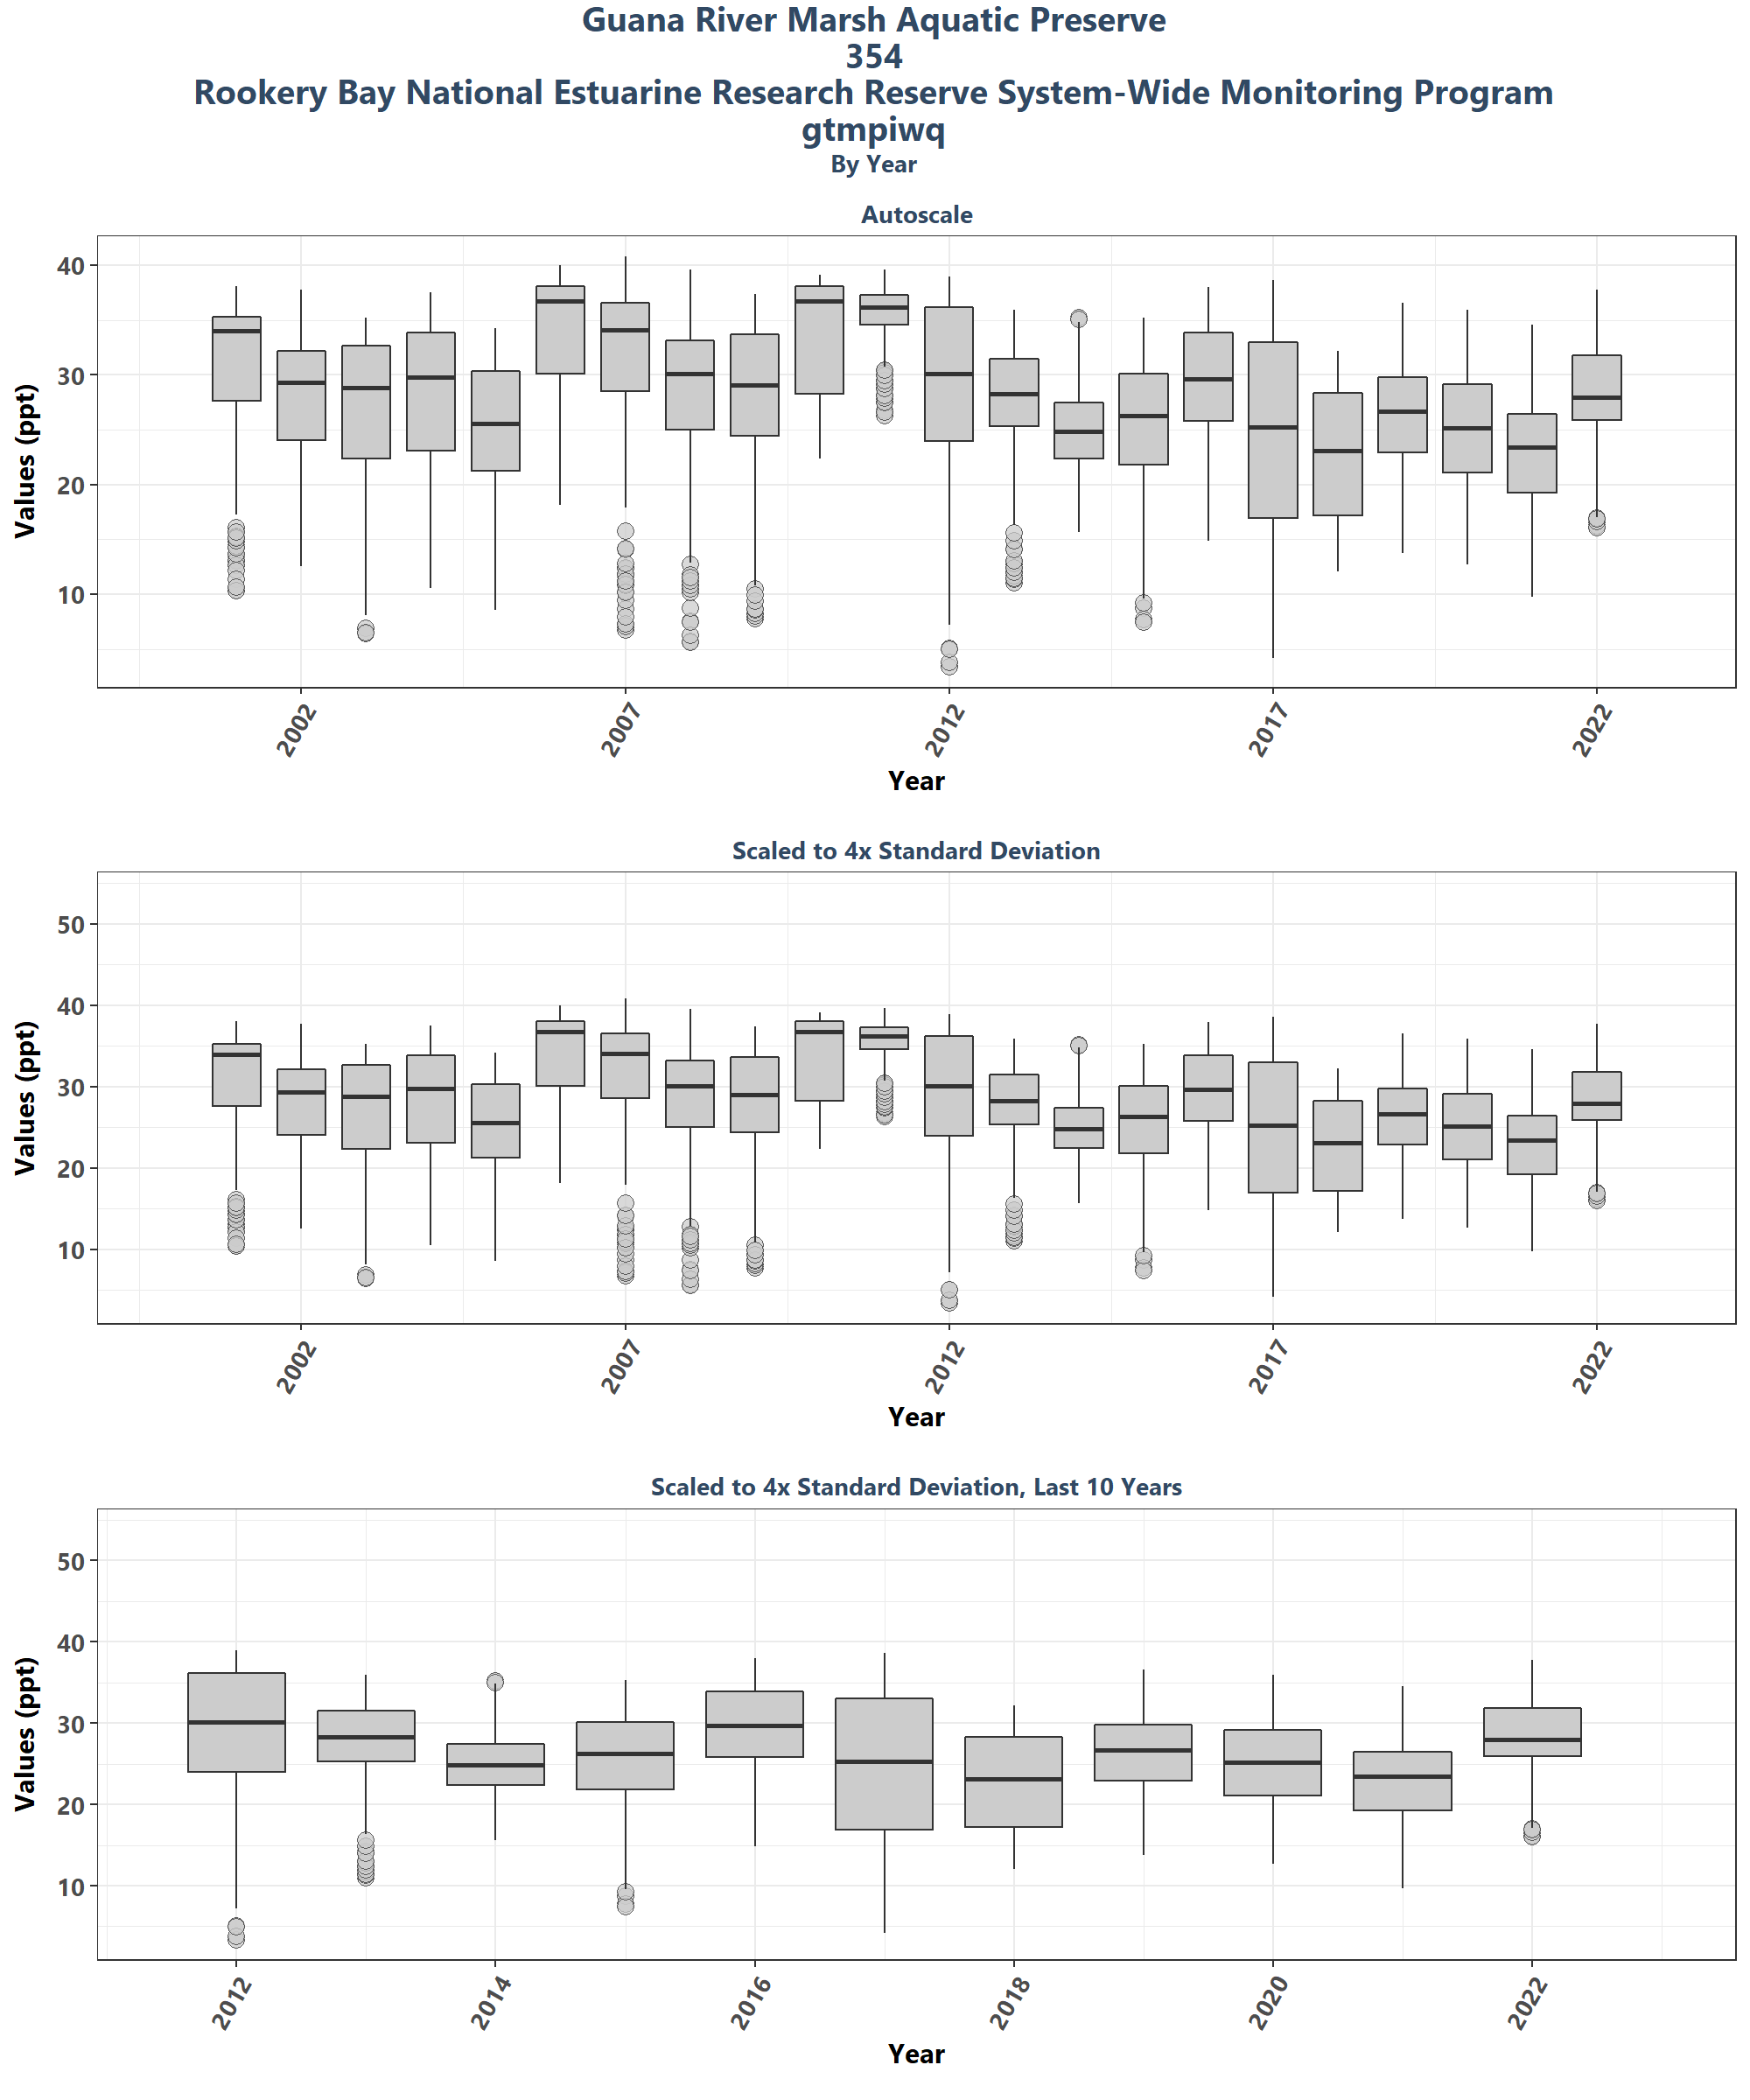 Guana River Marsh Aquatic Preserve
354
Rookery Bay National Estuarine Research Reserve System-Wide Monitoring Program
gtmpiwq
By Year
Autoscale
Values (ppt)
40
30
20
10
2002 2007 2012 2017 2022
Year
Scaled to 4x Standard Deviation
Values (ppt)
50
40
30
20
10
2002 2007 2012 2017 2022
Year
Scaled to 4x Standard Deviation, Last 10 Years
Values (ppt)
50
40
30
20
10
2012 2014 2016 2018 2020 2022
Year